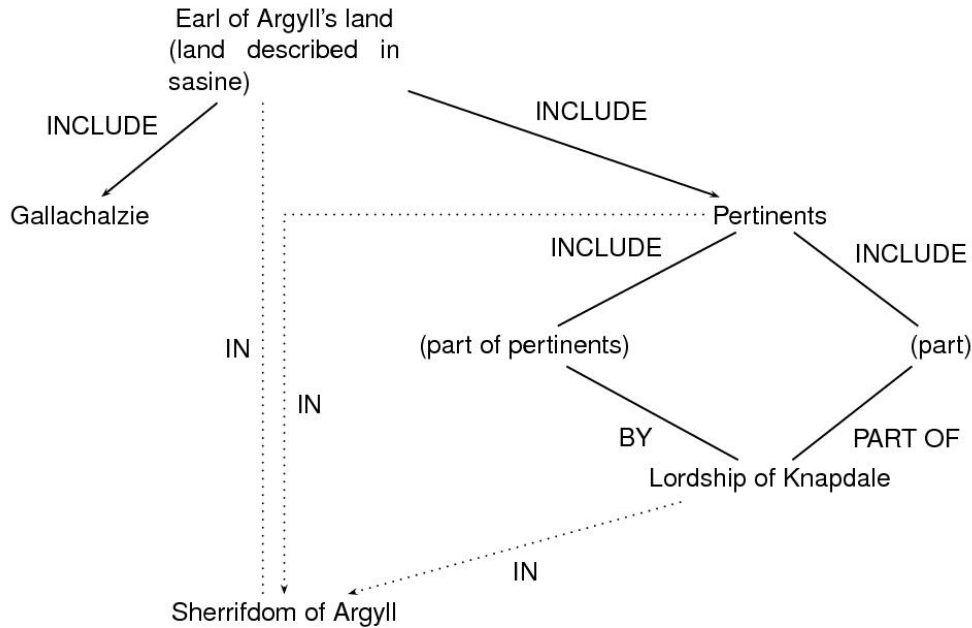 Earl of Argyll's land
(land described in
sasine)
INCLUDE
INCLUDE
Gallachalzie
Pertinents
INCLUDE
INCLUDE
IN
(part of pertinents)
(part)
IN
BY
PART OF
Lordship of Knapdale
IN
Sherrifdom of Argyll